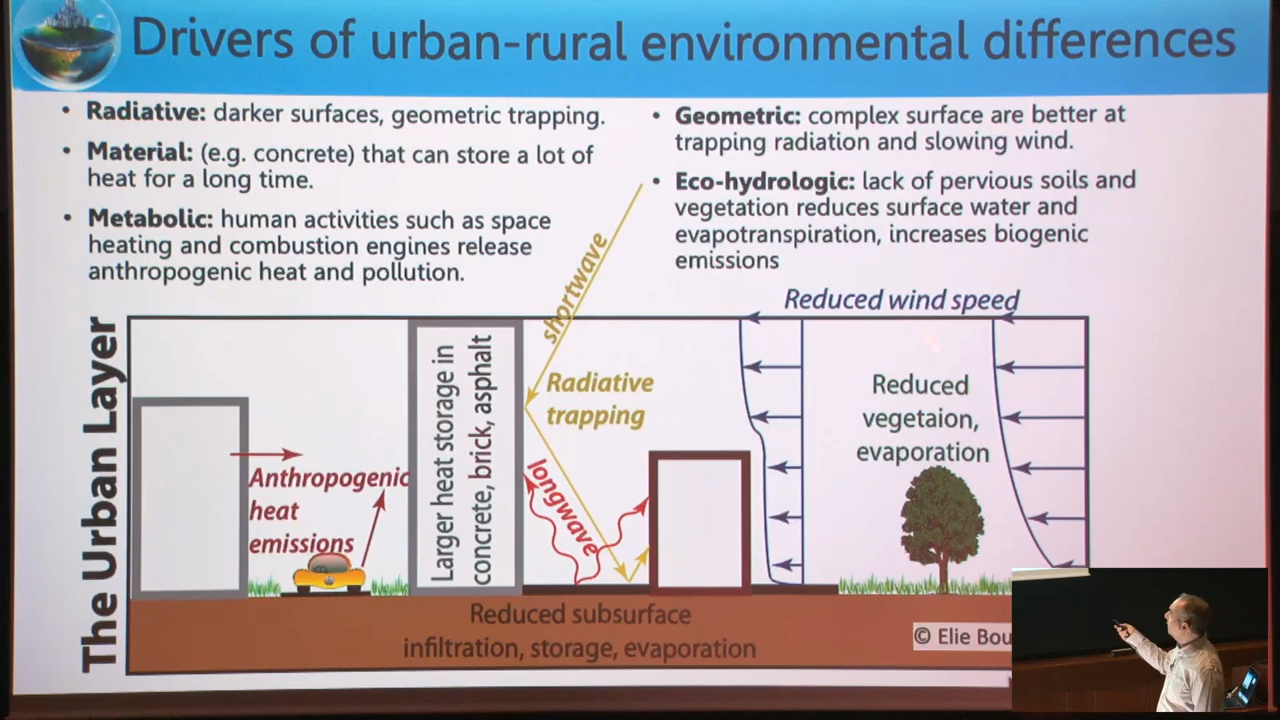 Drivers of urban-rural environmental differences
• Radiative: darker surfaces, geometric trapping.
• Material: (e.g. concrete) that can store a lot of
heat for a long time.
• Metabolic: human activities such as space
heating and combustion engines release
anthropogenic heat and pollution.
• Geometric: complex surface are better at
trapping radiation and slowing wind.
• Eco-hydrologic: lack of pervious soils and
vegetation reduces surface water and
evapotranspiration, increases biogenic
emissions
The Urban Layer
Anthropogenic
heat
emissions
Larger heat storage in
concrete, brick, asphalt
shortwave
Radiative
trapping
longwave
Reduced wind speed
Reduced
vegetaion,
evaporation
Reduced subsurface
infiltration, storage, evaporation
© Elie